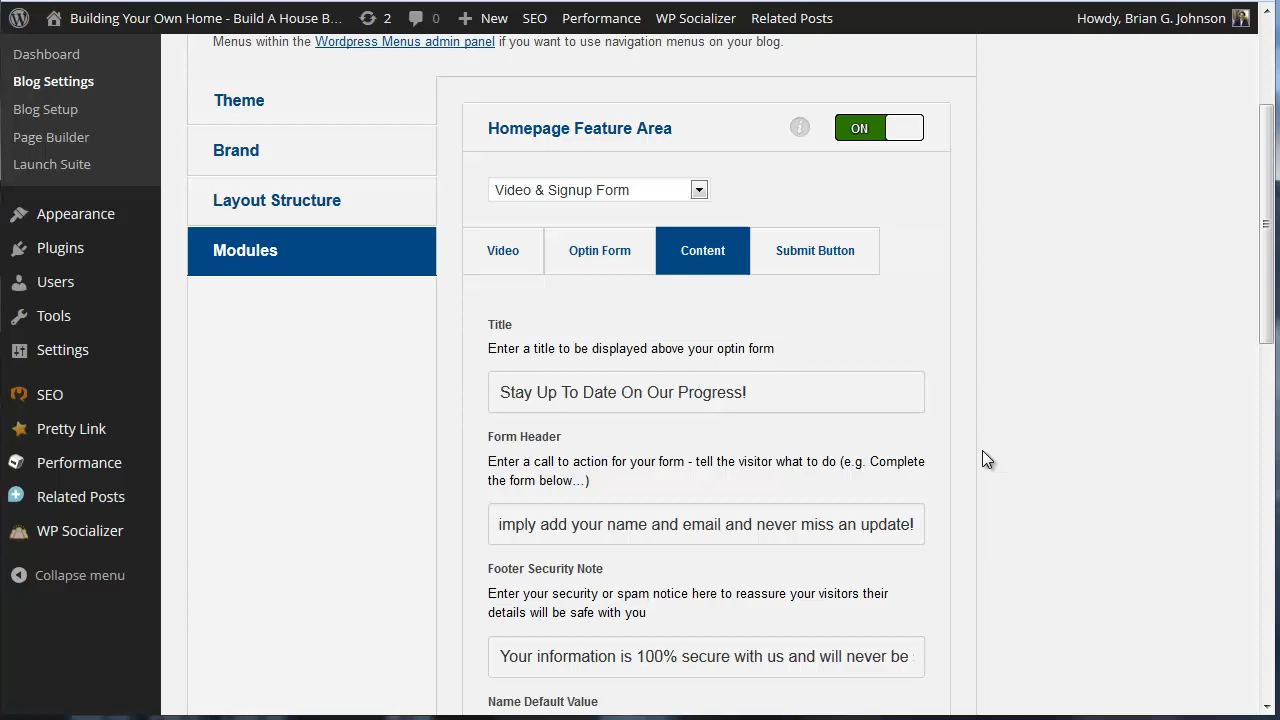 Building Your Own Home - Build A House B... 2 0 New SEO Performance WP Socializer Related Posts Howdy, Brian G. Johnson
Dashboard
Blog Settings
Blog Setup
Page Builder
Launch Suite
Appearance
Plugins
Users
Tools
Settings
SEO
Pretty Link
Performance
Related Posts
WP Socializer
Collapse menu
Menus within the Wordpress Menus admin panel if you want to use navigation menus on your blog.
Theme
Brand
Layout Structure
Modules
Homepage Feature Area i ON
Video & Signup Form
Video Optin Form Content Submit Button
Title
Enter a title to be displayed above your optin form
Stay Up To Date On Our Progress!
Form Header
Enter a call to action for your form - tell the visitor what to do (e.g. Complete
the form below...)
imply add your name and email and never miss an update!
Footer Security Note
Enter your security or spam notice here to reassure your visitors their
details will be safe with you
Your information is 100% secure with us and will never be
Name Default Value